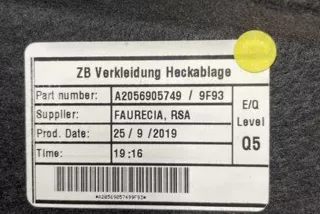 ZB Verkleidung Heckablage
Part number: A2056905749 / 9F93
Supplier: FAURECIA, RSA
Prod. Date: 25/9/2019
Time: 19:16
E/Q
Level
Q5
*A20569057499F93*